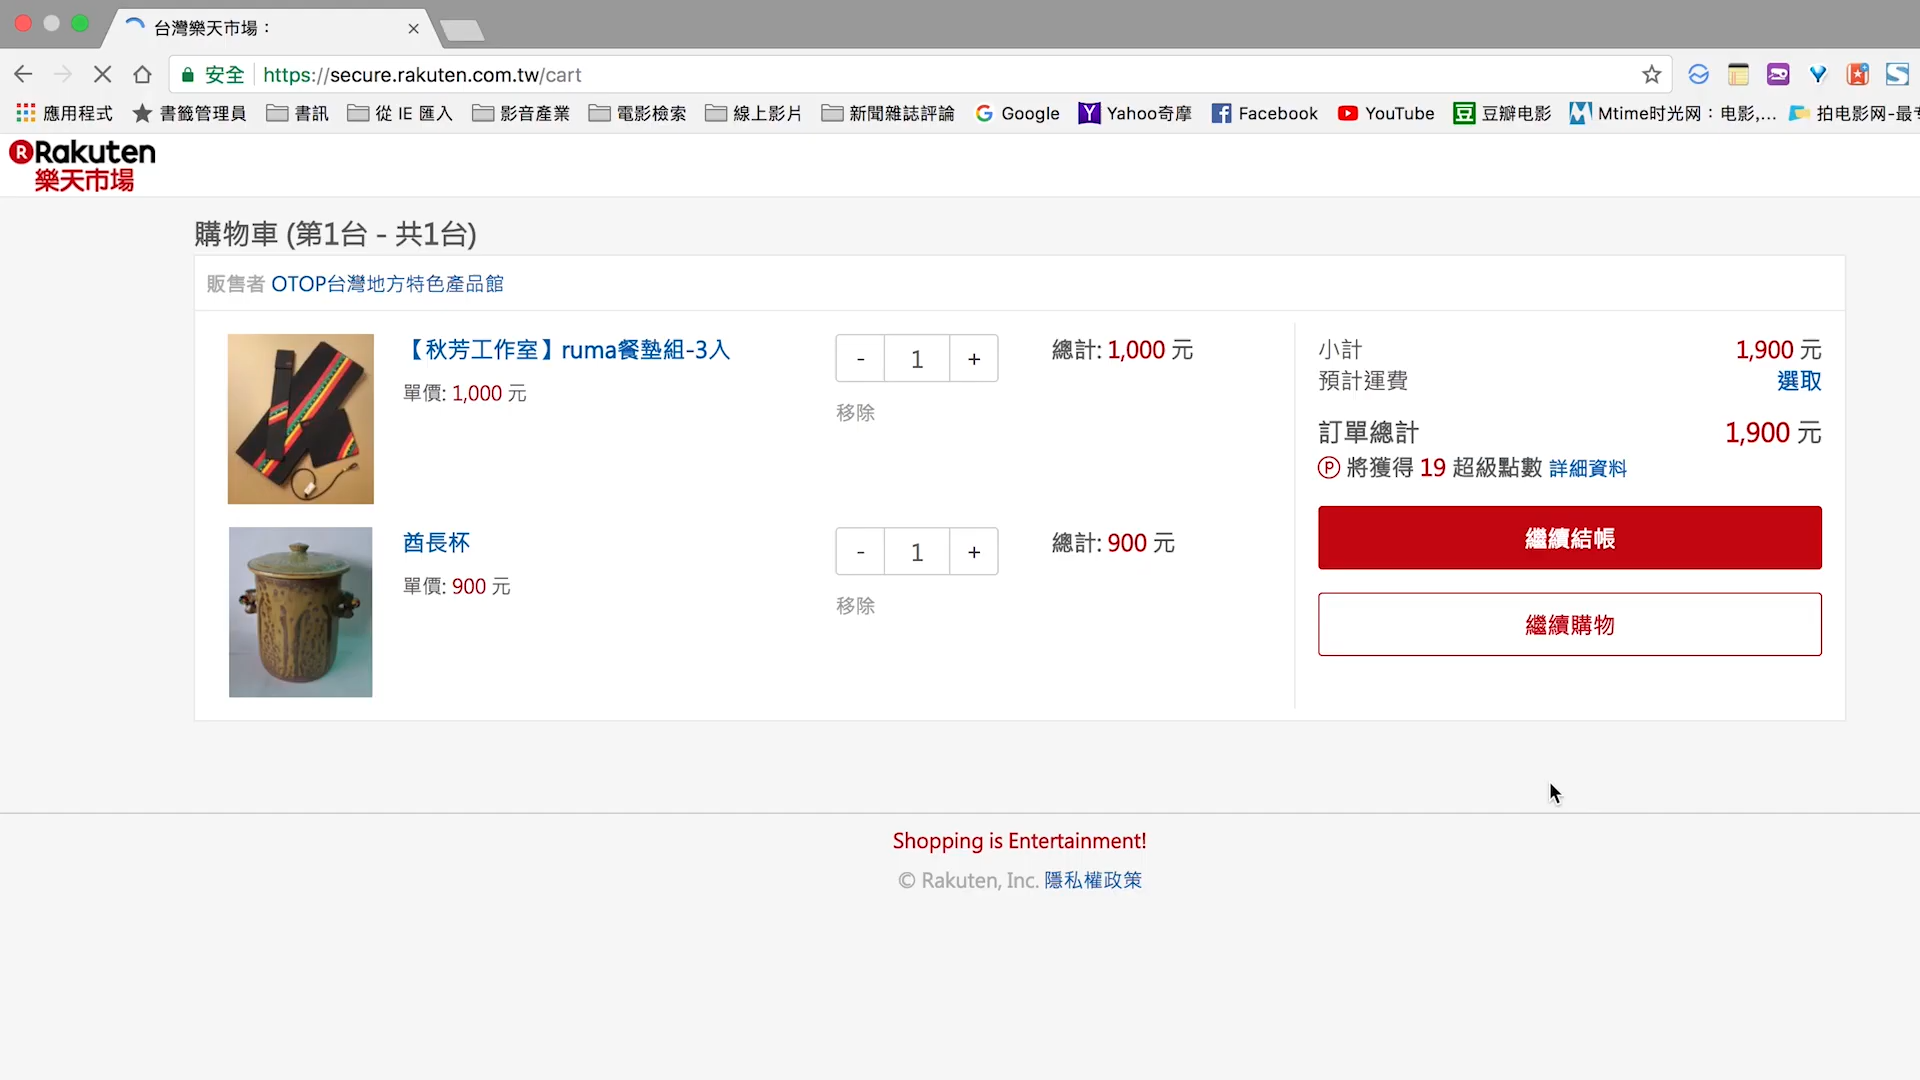 台灣樂天市場：
安全 https://secure.rakuten.com.tw/cart
應用程式 書籤管理員 書訊 從 IE 匯入 影音產業 電影檢索 線上影片 新聞雜誌評論 Google Yahoo奇摩 Facebook YouTube 豆瓣电影 Mtime时光网：电影,... 拍电影网-最专
Rakuten
樂天市場
購物車 (第1台 - 共1台)
販售者 OTOP台灣地方特色產品館
【秋芳工作室】ruma餐墊組-3入
單價: 1,000 元
- 1 +
移除
總計: 1,000 元
酋長杯
單價: 900 元
- 1 +
移除
總計: 900 元
小計 1,900 元
預計運費 選取
訂單總計 1,900 元
P 將獲得 19 超級點數 詳細資料
繼續結帳
繼續購物
Shopping is Entertainment!
© Rakuten, Inc. 隱私權政策